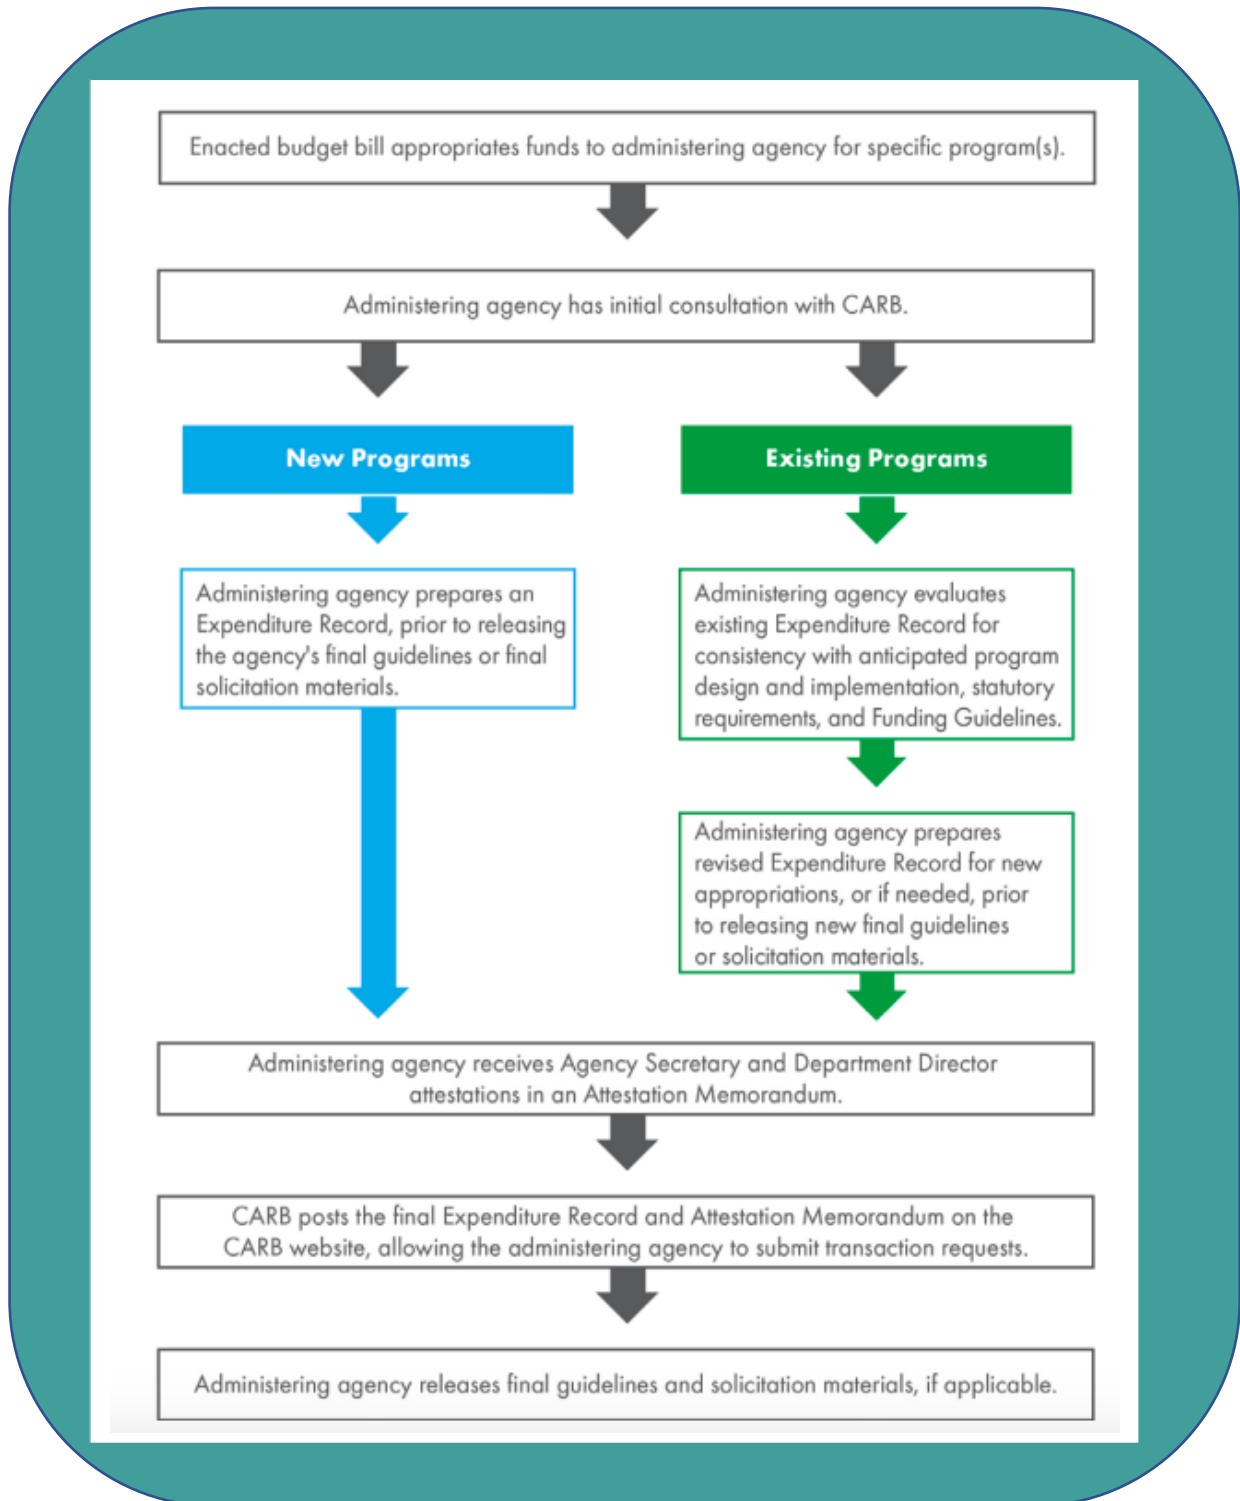 Enacted budget bill appropriates funds to administering agency for specific program(s).
Administering agency has initial consultation with CARB.
New Programs
Administering agency prepares an
Expenditure Record, prior to releasing
the agency's final guidelines or final
solicitation materials.
Existing Programs
Administering agency evaluates
existing Expenditure Record for
consistency with anticipated program
design and implementation, statutory
requirements, and Funding Guidelines.
Administering agency prepares
revised Expenditure Record for new
appropriations, or if needed, prior
to releasing new final guidelines
or solicitation materials.
Administering agency receives Agency Secretary and Department Director
attestations in an Attestation Memorandum.
CARB posts the final Expenditure Record and Attestation Memorandum on the
CARB website, allowing the administering agency to submit transaction requests.
Administering agency releases final guidelines and solicitation materials, if applicable.